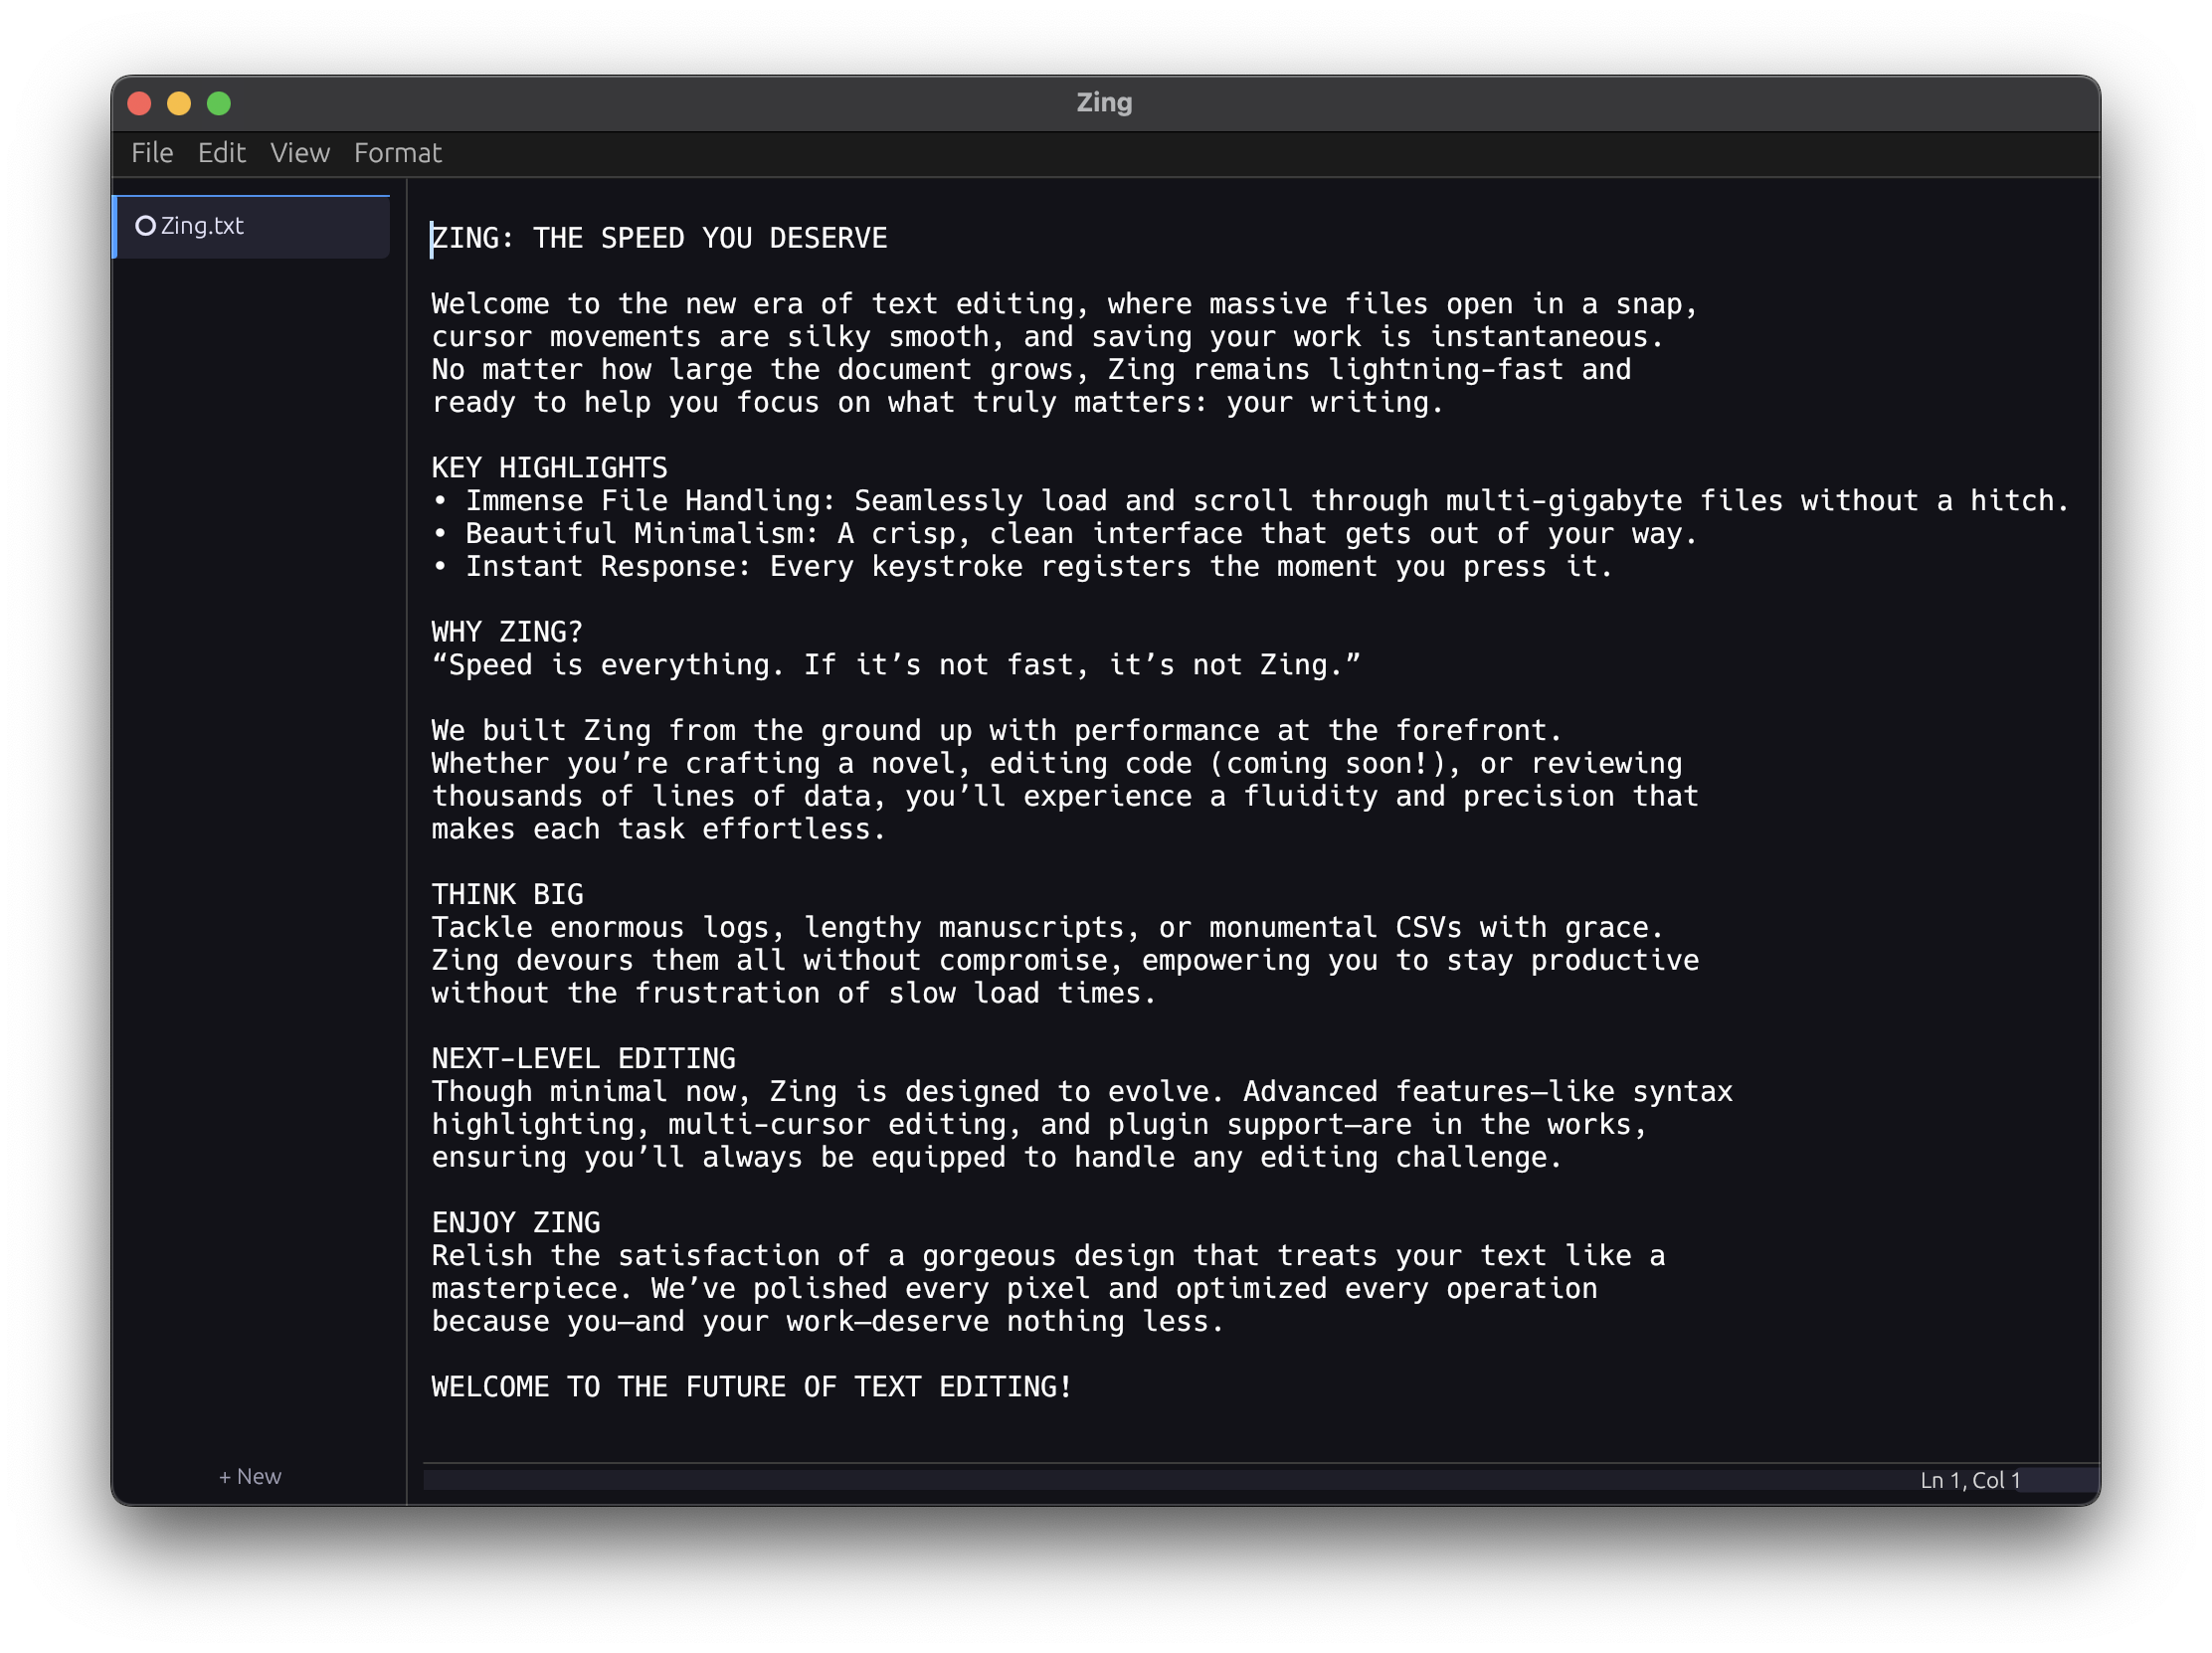 Zing
File Edit View Format
Zing.txt
ZING: THE SPEED YOU DESERVE
Welcome to the new era of text editing, where massive files open in a snap,
cursor movements are silky smooth, and saving your work is instantaneous.
No matter how large the document grows, Zing remains lightning-fast and
ready to help you focus on what truly matters: your writing.
KEY HIGHLIGHTS
• Immense File Handling: Seamlessly load and scroll through multi-gigabyte files without a hitch.
• Beautiful Minimalism: A crisp, clean interface that gets out of your way.
• Instant Response: Every keystroke registers the moment you press it.
WHY ZING?
“Speed is everything. If it’s not fast, it’s not Zing.”
We built Zing from the ground up with performance at the forefront.
Whether you’re crafting a novel, editing code (coming soon!), or reviewing
thousands of lines of data, you’ll experience a fluidity and precision that
makes each task effortless.
THINK BIG
Tackle enormous logs, lengthy manuscripts, or monumental CSVs with grace.
Zing devours them all without compromise, empowering you to stay productive
without the frustration of slow load times.
NEXT-LEVEL EDITING
Though minimal now, Zing is designed to evolve. Advanced features—like syntax
highlighting, multi-cursor editing, and plugin support—are in the works,
ensuring you’ll always be equipped to handle any editing challenge.
ENJOY ZING
Relish the satisfaction of a gorgeous design that treats your text like a
masterpiece. We’ve polished every pixel and optimized every operation
because you—and your work—deserve nothing less.
WELCOME TO THE FUTURE OF TEXT EDITING!
+ New
Ln 1, Col 1